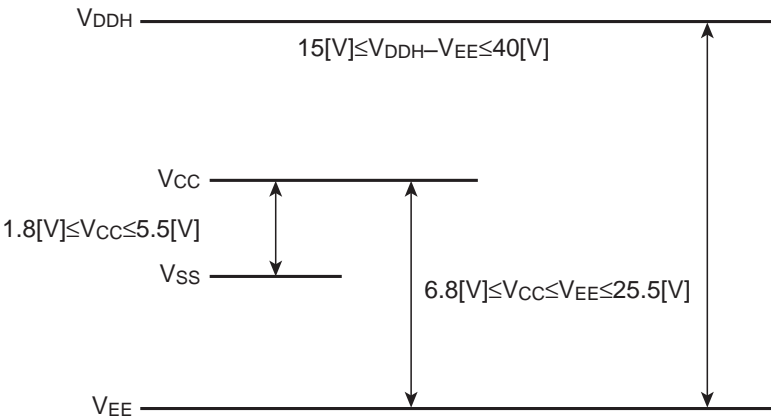 VDDH
15[V]≤VDDH–VEE≤40[V]
VCC
1.8[V]≤VCC≤5.5[V]
VSS
6.8[V]≤VCC≤VEE≤25.5[V]
VEE